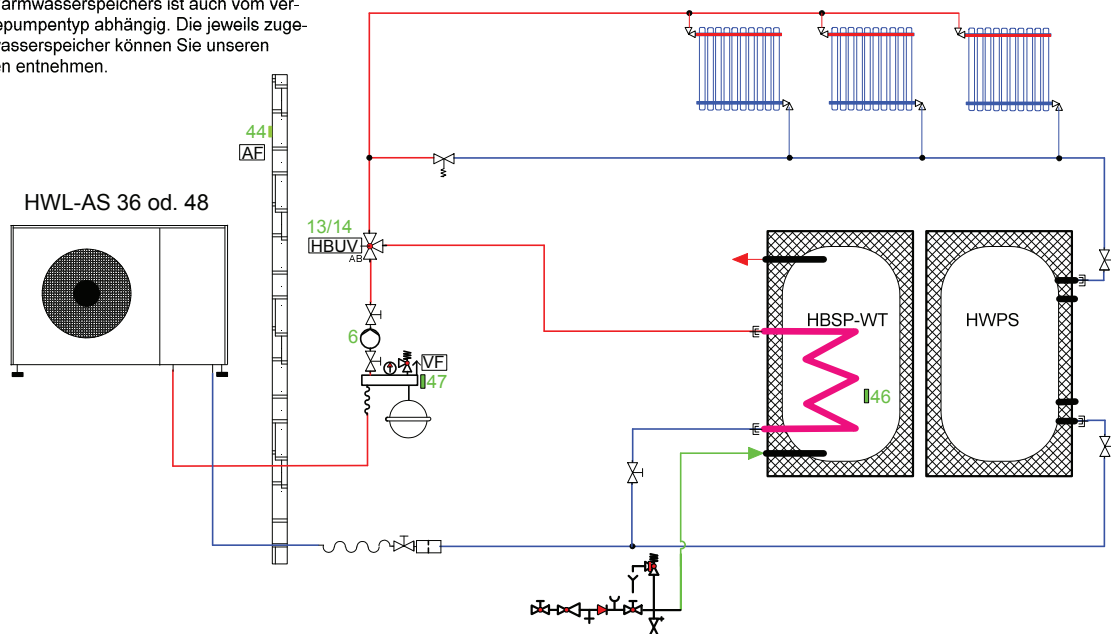 armwasserspeichers ist auch vom ver-
epumpentyp abhängig. Die jeweils zuge-
vasserspeicher können Sie unseren
en entnehmen.
44
AF
HWL-AS 36 od. 48
13/14
HBUV
AB
6
VF
47
HBSP-WT
HWPS
46